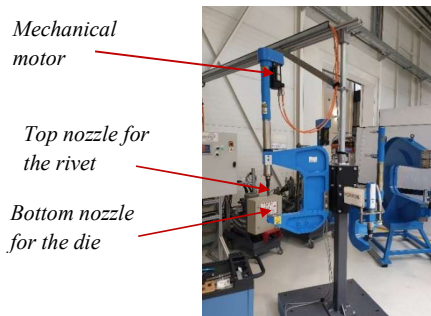 Mechanical
motor
Top nozzle for
the rivet
Bottom nozzle
for the die